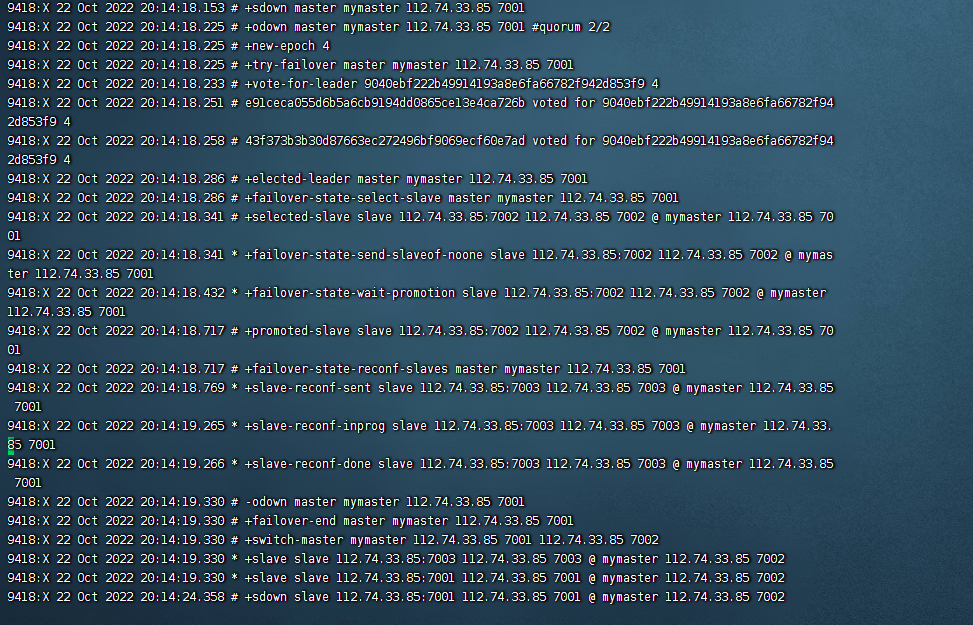 9418:X 22 Oct 2022 20:14:18.153 # +sdown master mymaster 112.74.33.85 7001
9418:X 22 Oct 2022 20:14:18.225 # +odown master mymaster 112.74.33.85 7001 #quorum 2/2
9418:X 22 Oct 2022 20:14:18.225 # +new-epoch 4
9418:X 22 Oct 2022 20:14:18.225 # +try-failover master mymaster 112.74.33.85 7001
9418:X 22 Oct 2022 20:14:18.233 # +vote-for-leader 9040ebf222b49914193a8e6fa66782f942d853f9 4
9418:X 22 Oct 2022 20:14:18.251 # e91ceca055d6b5a6cb9194dd0865ce13e4ca726b voted for 9040ebf222b49914193a8e6fa66782f94
2d853f9 4
9418:X 22 Oct 2022 20:14:18.258 # 43f373b3b30d87663ec272496bf9069ecf60e7ad voted for 9040ebf222b49914193a8e6fa66782f94
2d853f9 4
9418:X 22 Oct 2022 20:14:18.286 # +elected-leader master mymaster 112.74.33.85 7001
9418:X 22 Oct 2022 20:14:18.286 # +failover-state-select-slave master mymaster 112.74.33.85 7001
9418:X 22 Oct 2022 20:14:18.341 # +selected-slave slave 112.74.33.85:7002 112.74.33.85 7002 @ mymaster 112.74.33.85 70
01
9418:X 22 Oct 2022 20:14:18.341 * +failover-state-send-slaveof-noone slave 112.74.33.85:7002 112.74.33.85 7002 @ mymas
ter 112.74.33.85 7001
9418:X 22 Oct 2022 20:14:18.432 * +failover-state-wait-promotion slave 112.74.33.85:7002 112.74.33.85 7002 @ mymaster
112.74.33.85 7001
9418:X 22 Oct 2022 20:14:18.717 # +promoted-slave slave 112.74.33.85:7002 112.74.33.85 7002 @ mymaster 112.74.33.85 70
01
9418:X 22 Oct 2022 20:14:18.717 # +failover-state-reconf-slaves master mymaster 112.74.33.85 7001
9418:X 22 Oct 2022 20:14:18.769 * +slave-reconf-sent slave 112.74.33.85:7003 112.74.33.85 7003 @ mymaster 112.74.33.85
7001
9418:X 22 Oct 2022 20:14:19.265 * +slave-reconf-inprog slave 112.74.33.85:7003 112.74.33.85 7003 @ mymaster 112.74.33.
85 7001
9418:X 22 Oct 2022 20:14:19.266 * +slave-reconf-done slave 112.74.33.85:7003 112.74.33.85 7003 @ mymaster 112.74.33.85
7001
9418:X 22 Oct 2022 20:14:19.330 # -odown master mymaster 112.74.33.85 7001
9418:X 22 Oct 2022 20:14:19.330 # +failover-end master mymaster 112.74.33.85 7001
9418:X 22 Oct 2022 20:14:19.330 # +switch-master mymaster 112.74.33.85 7001 112.74.33.85 7002
9418:X 22 Oct 2022 20:14:19.330 * +slave slave 112.74.33.85:7003 112.74.33.85 7003 @ mymaster 112.74.33.85 7002
9418:X 22 Oct 2022 20:14:19.330 * +slave slave 112.74.33.85:7001 112.74.33.85 7001 @ mymaster 112.74.33.85 7002
9418:X 22 Oct 2022 20:14:24.358 # +sdown slave 112.74.33.85:7001 112.74.33.85 7001 @ mymaster 112.74.33.85 7002